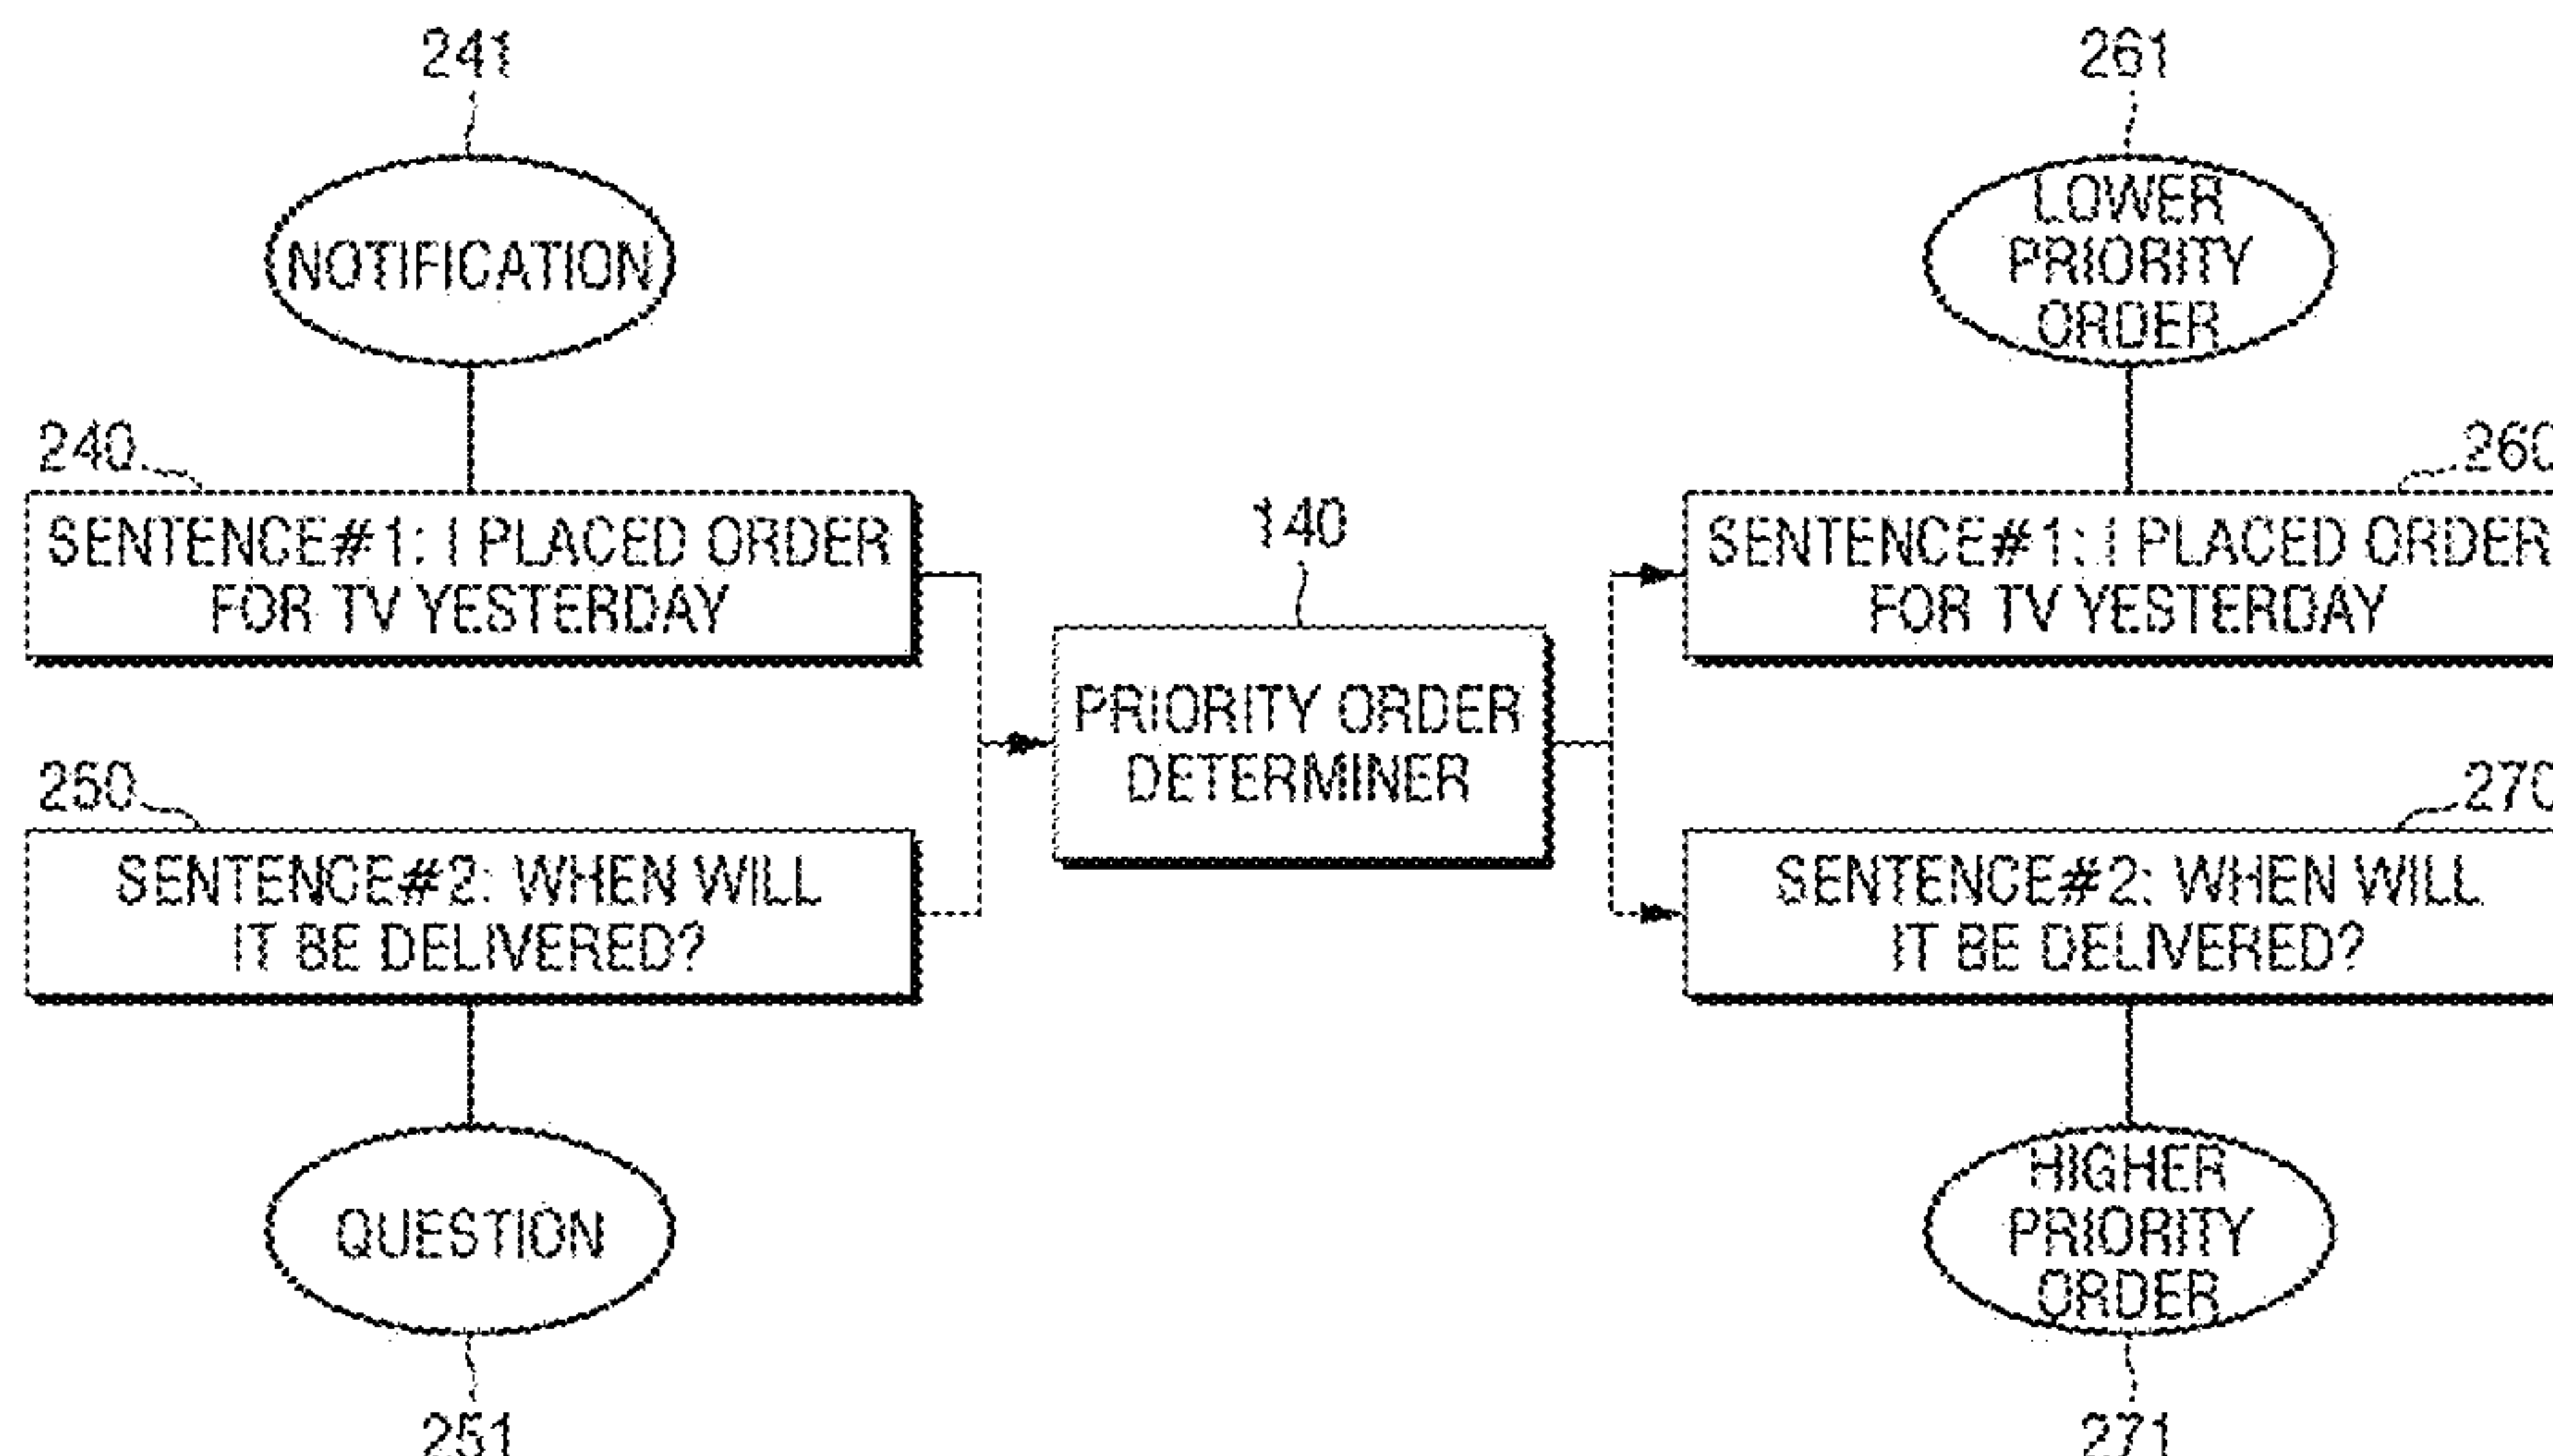 241
261
NOTIFICATION
LOWER
PRIORITY
ORDER
240
260
SENTENCE#1: I PLACED ORDER
FOR TV YESTERDAY
140
SENTENCE#1: I PLACED ORDER
FOR TV YESTERDAY
PRIORITY ORDER
DETERMINER
250
270
SENTENCE#2: WHEN WILL
IT BE DELIVERED?
SENTENCE#2: WHEN WILL
IT BE DELIVERED?
QUESTION
HIGHER
PRIORITY
ORDER
251
271